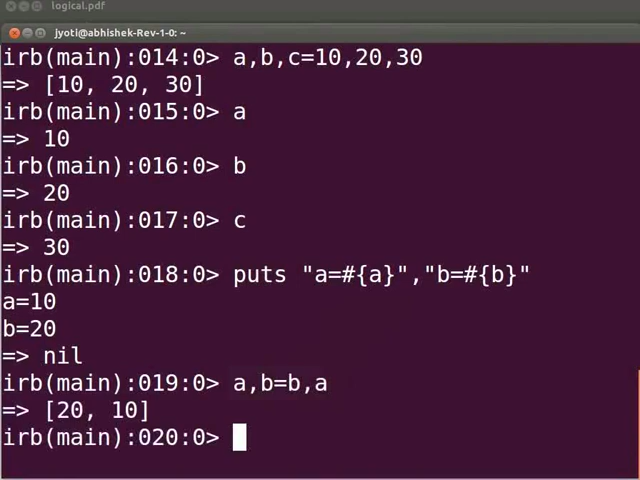 logical.pdf
jyoti@abhishek-Rev-1-0: ~
irb(main):014:0> a,b,c=10,20,30
=> [10, 20, 30]
irb(main):015:0> a
=> 10
irb(main):016:0> b
=> 20
irb(main):017:0> c
=> 30
irb(main):018:0> puts "a=#{a}","b=#{b}"
a=10
b=20
=> nil
irb(main):019:0> a,b=b,a
=> [20, 10]
irb(main):020:0>